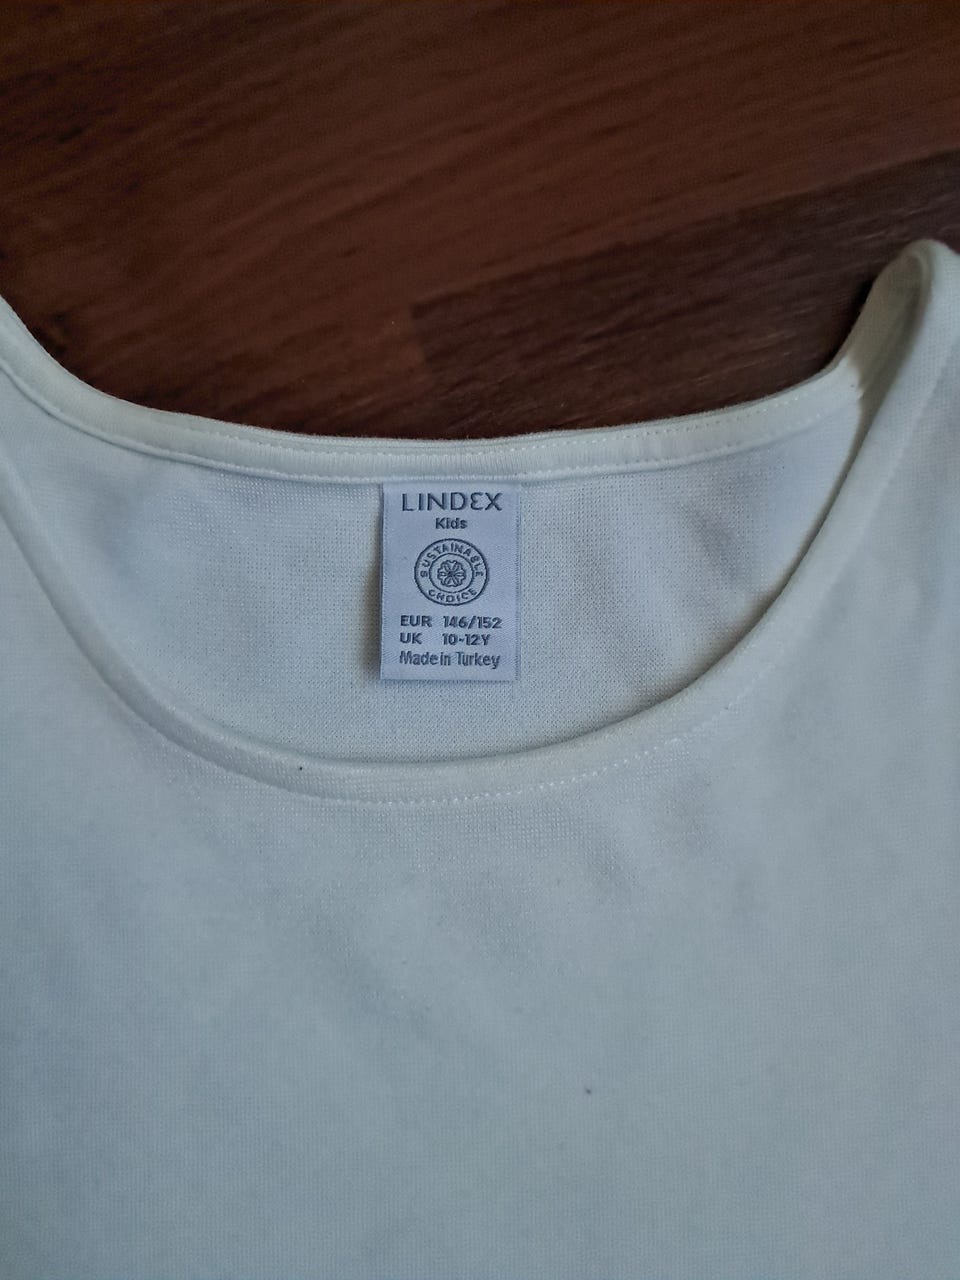 LINDEX
Kids
SUSTAINABLE
CHOICE
EUR 146/152
UK 10-12Y
Made in Turkey